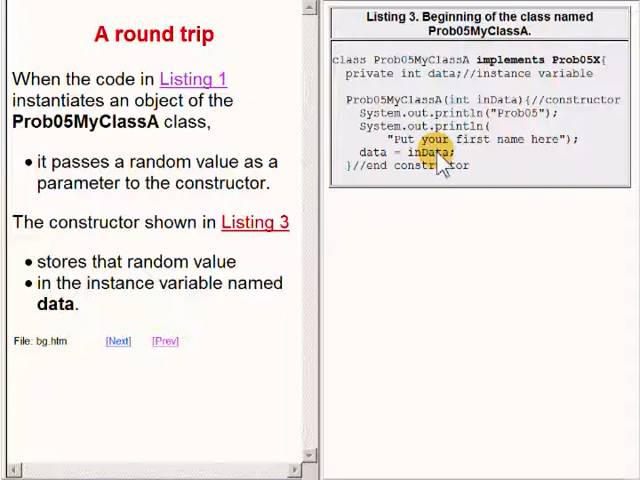 A round trip
When the code in Listing 1
instantiates an object of the
Prob05MyClassA class,
it passes a random value as a
parameter to the constructor.
The constructor shown in Listing 3
stores that random value
in the instance variable named
data.
File: bg.htm [Next] [Prev]
Listing 3. Beginning of the class named
Prob05MyClassA.
class Prob05MyClassA implements Prob05X{
private int data;//instance variable
Prob05MyClassA(int inData){//constructor
System.out.println("Prob05");
System.out.println(
"Put your first name here");
data = inData;
}//end constructor